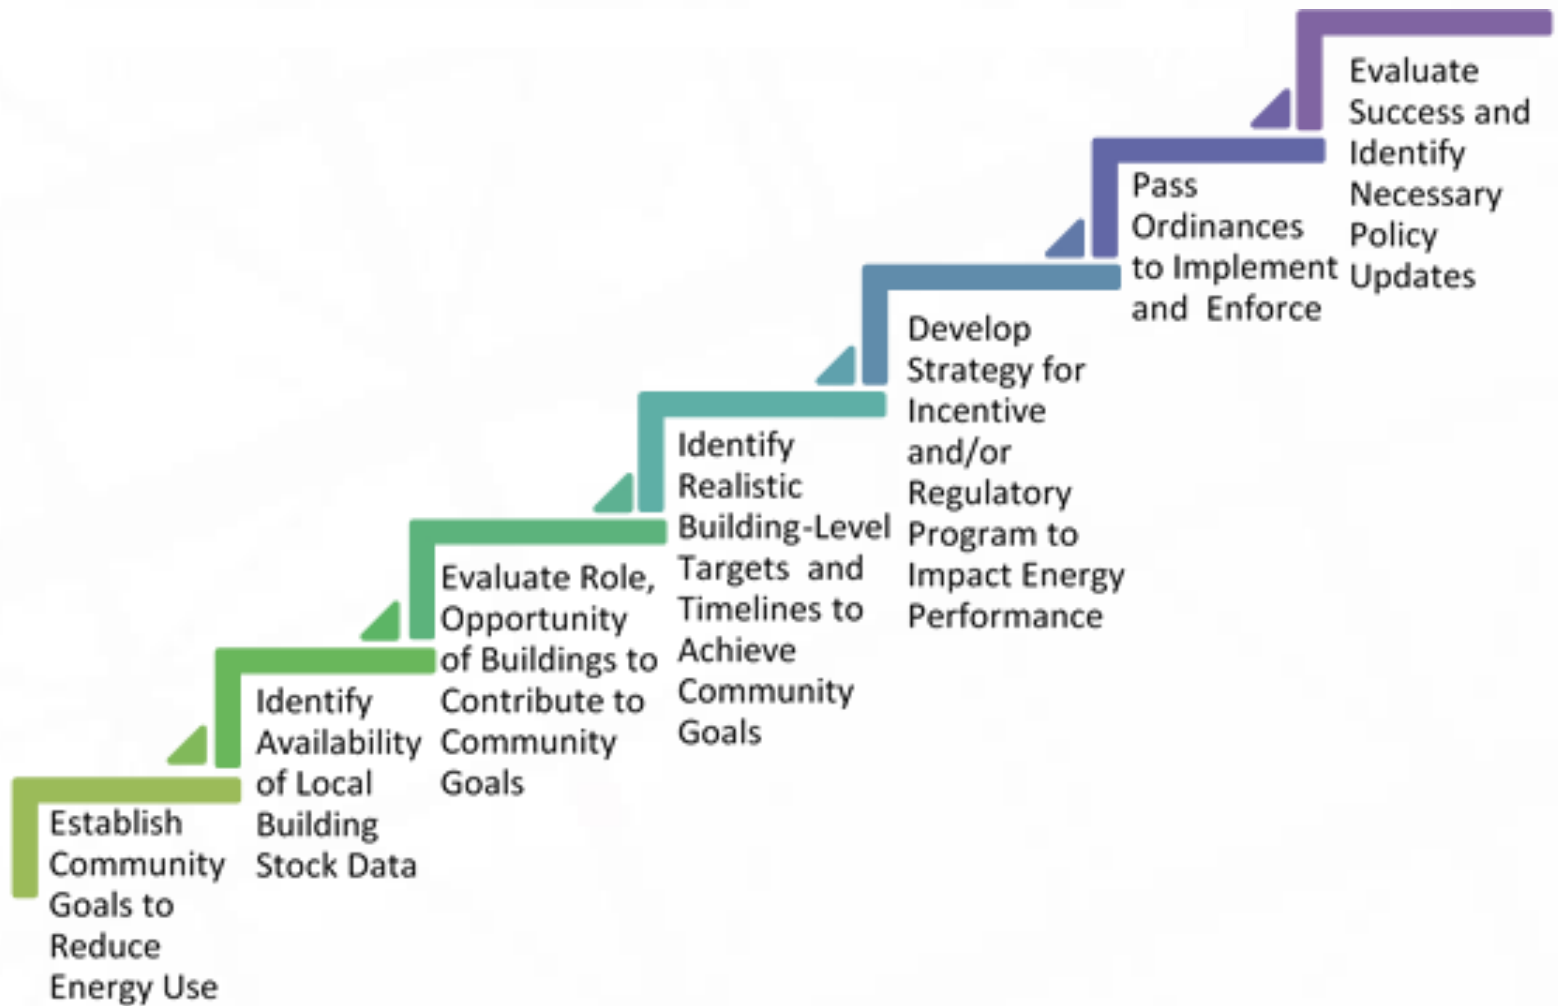 Establish
Community
Goals to
Reduce
Energy Use
Identify
Availability
of Local
Building
Stock Data
Evaluate Role,
Opportunity
of Buildings to
Contribute to
Community
Goals
Identify
Realistic
Building-Level
Targets and
Timelines to
Achieve
Community
Goals
Develop
Strategy for
Incentive
and/or
Regulatory
Program to
Impact Energy
Performance
Pass
Ordinances
to Implement
and Enforce
Evaluate
Success and
Identify
Necessary
Policy
Updates